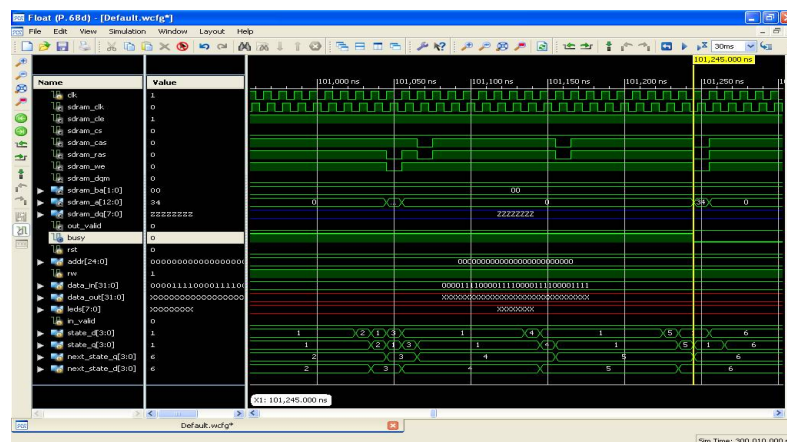 Float (P.68d) - [Default.wcfg*]
File Edit View Simulation Window Layout Help
30ms
101,245.000 ns
Name Value
101,000 ns 101,050 ns 101,100 ns 101,150 ns 101,200 ns 101,250 ns
clk 1
sdram_clk 0
sdram_cle 1
sdram_cs 0
sdram_cas 0
sdram_ras 0
sdram_we 0
sdram_dqm 0
sdram_ba[1:0] 00 00
sdram_a[12:0] 34 0 34 0
sdram_dq[7:0] ZZZZZZZZ ZZZZZZZZ
out_valid 0
busy 0
rst 0
addr[24:0] 0000000000000000 0000000000000000000000000
rw 1
data_in[31:0] 0000111100001111 00001111000011110000111100001111
data_out[31:0] XXXXXXXXXXXXXXXX XXXXXXXXXXXXXXXXXXXXXXXXXXXXXXXX
leds[7:0] XXXXXXXX XXXXXXXX
in_valid 0
state_d[3:0] 1 1 2 1 3 1 4 1 5 6
state_q[3:0] 1 1 2 1 3 1 4 1 5 1 6
next_state_q[3:0] 6 2 3 4 5 6
next_state_d[3:0] 6 2 3 4 5 6
X1: 101,245.000 ns
Default.wcfg*
Sim Time: 300,010,000